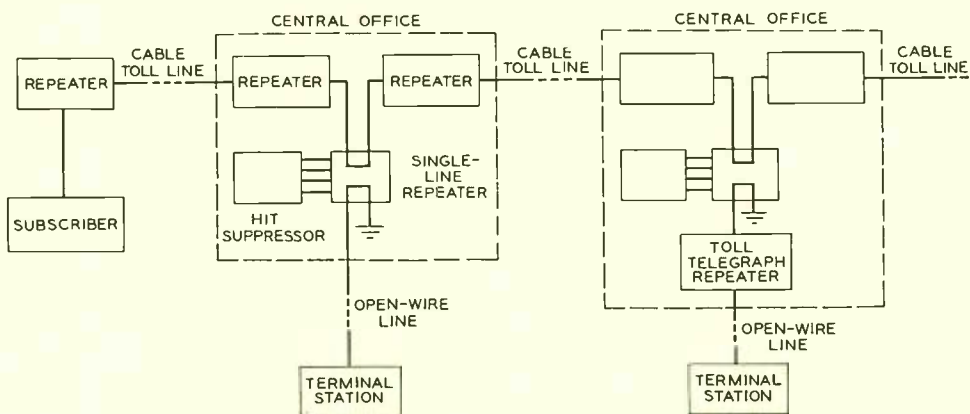 CENTRAL OFFICE
CENTRAL OFFICE
CABLE
TOLL LINE
CABLE
TOLL LINE
CABLE
TOLL LINE
REPEATER
REPEATER
REPEATER
SINGLE-
LINE
REPEATER
SUBSCRIBER
HIT
SUPPRESSOR
TOLL
TELEGRAPH
REPEATER
OPEN-WIRE
LINE
OPEN-WIRE
LINE
TERMINAL
STATION
TERMINAL
STATION